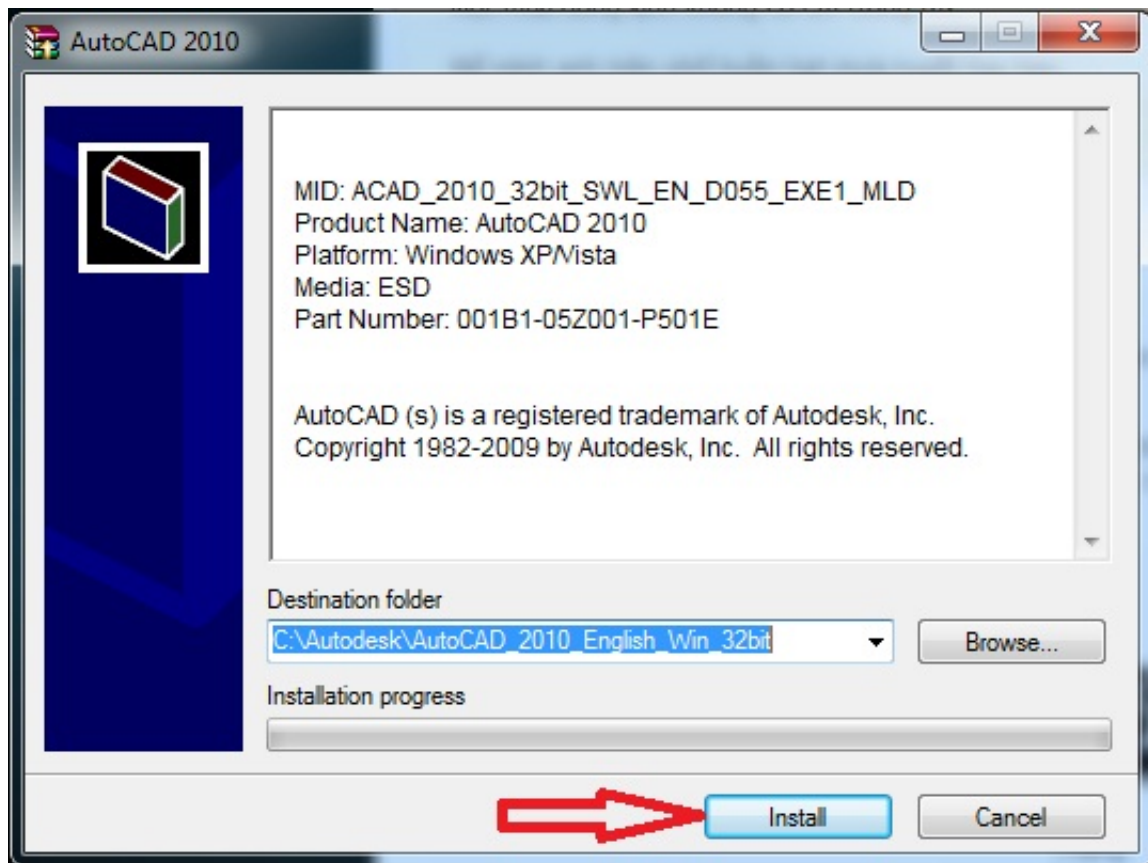 AutoCAD 2010
MID: ACAD_2010_32bit_SWL_EN_D055_EXE1_MLD
Product Name: AutoCAD 2010
Platform: Windows XP/Vista
Media: ESD
Part Number: 001B1-05Z001-P501E
AutoCAD (s) is a registered trademark of Autodesk, Inc.
Copyright 1982-2009 by Autodesk, Inc.  All rights reserved.
Destination folder
C:\Autodesk\AutoCAD_2010_English_Win_32bit
Browse...
Installation progress
Install
Cancel